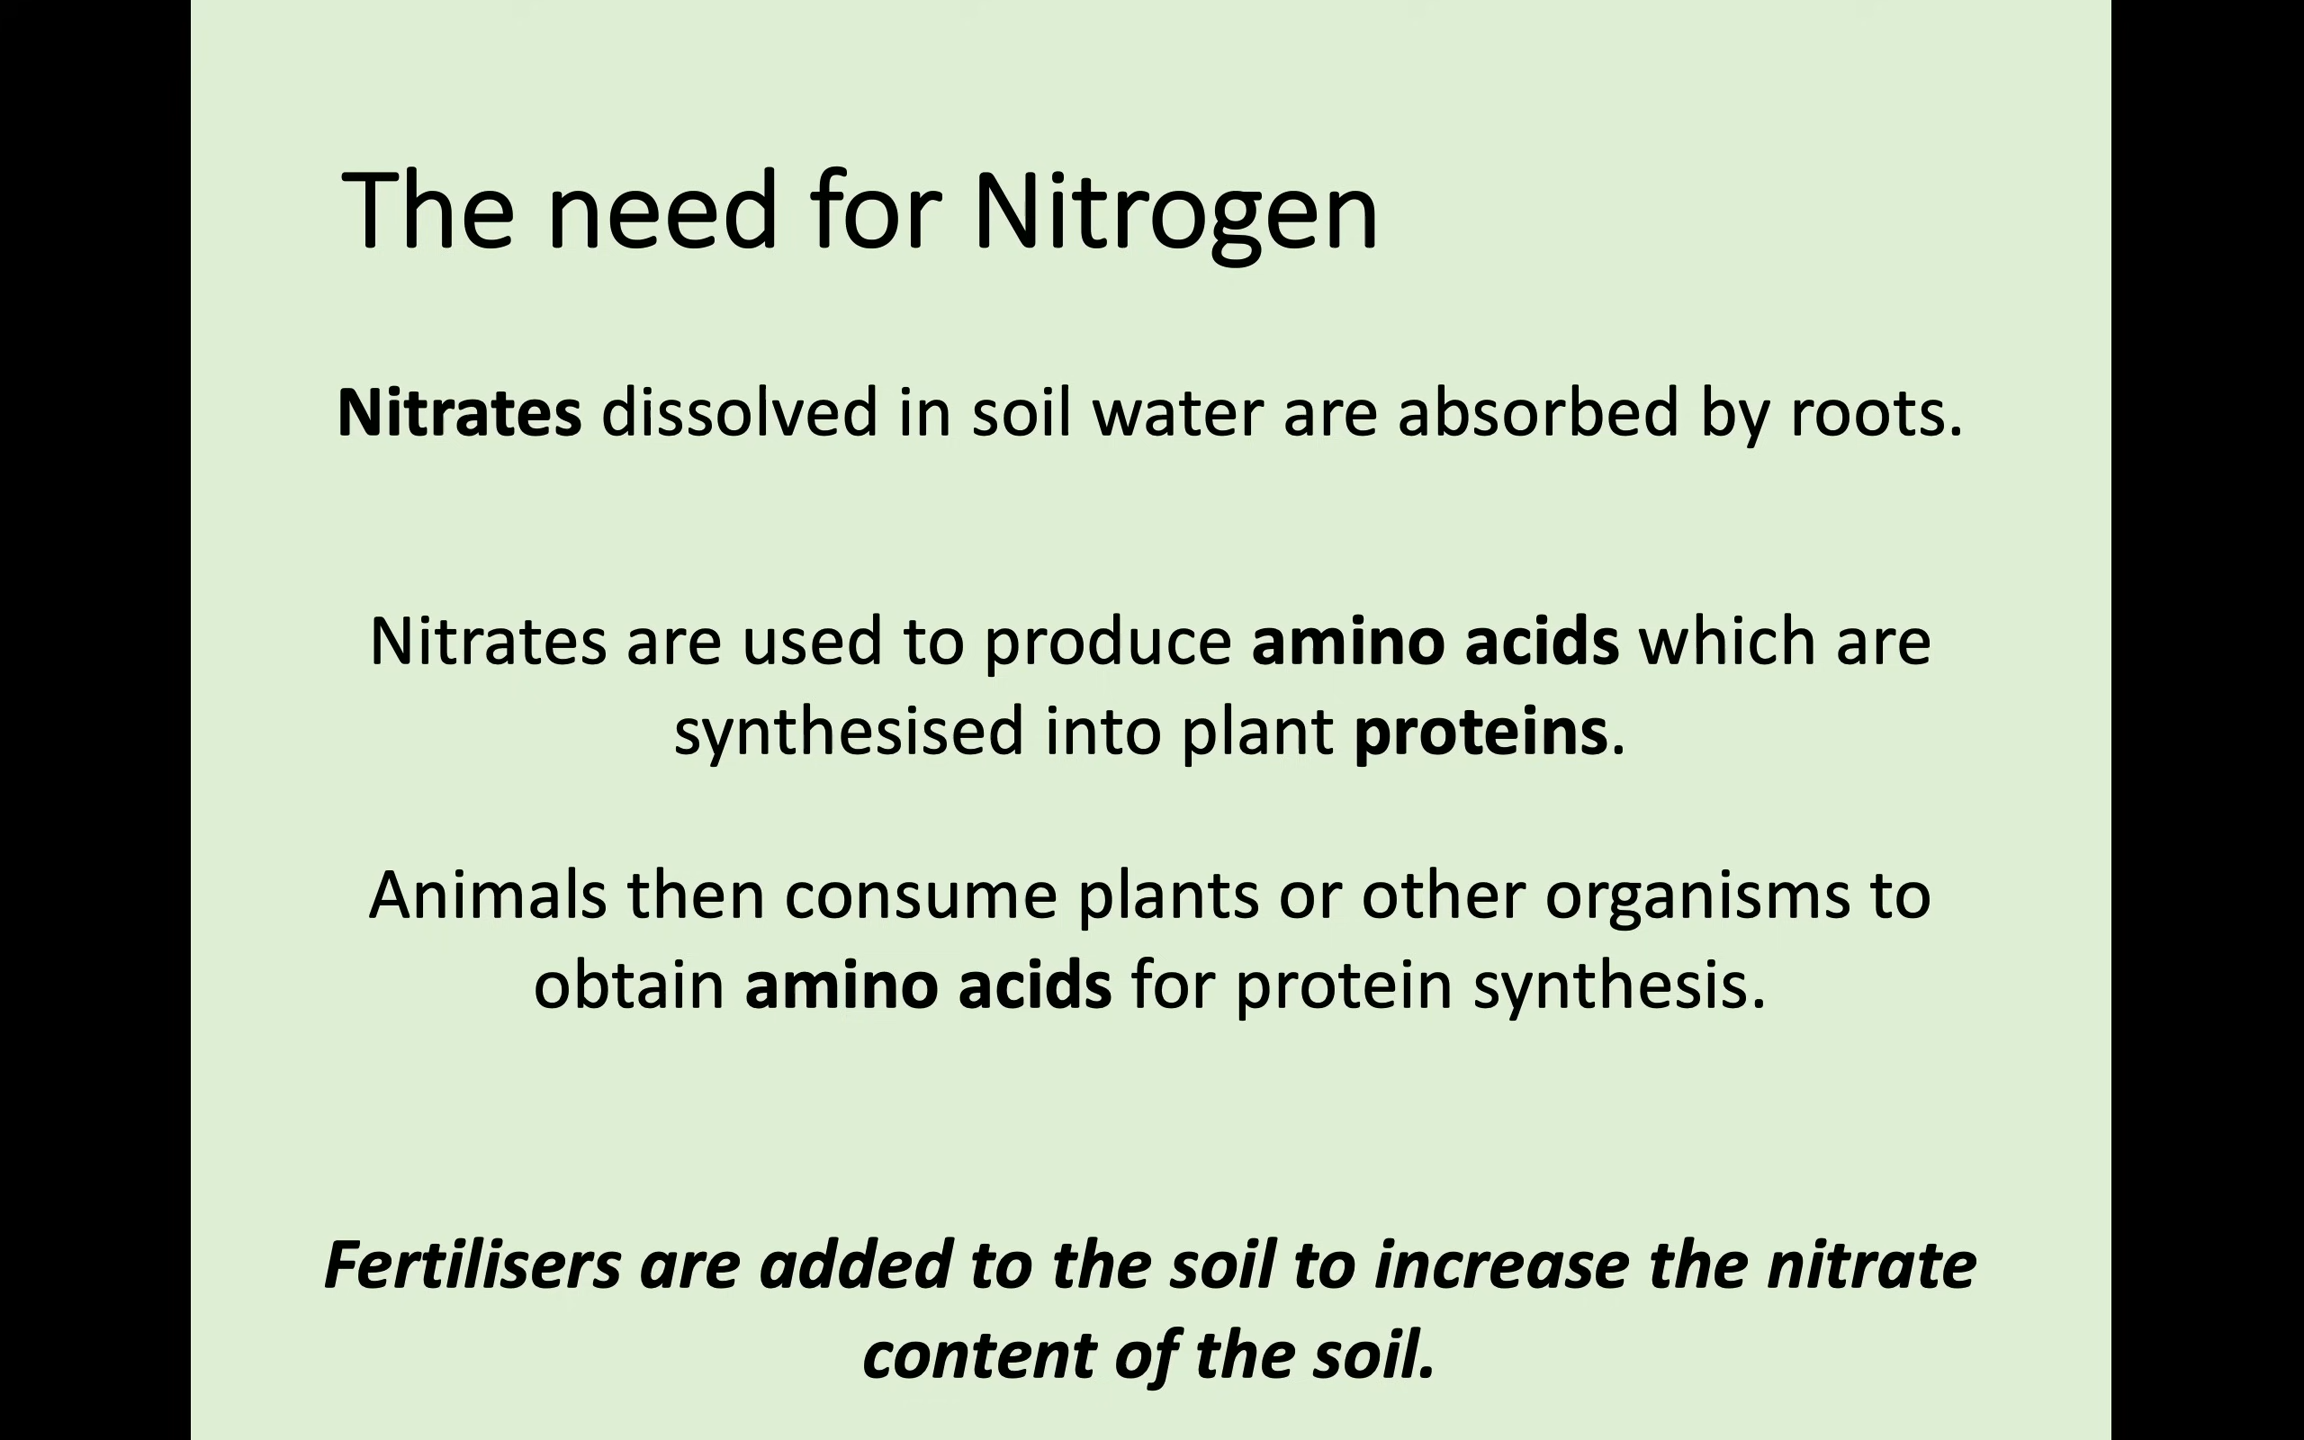 The need for Nitrogen
Nitrates dissolved in soil water are absorbed by roots.
Nitrates are used to produce amino acids which are
synthesised into plant proteins.
Animals then consume plants or other organisms to
obtain amino acids for protein synthesis.
Fertilisers are added to the soil to increase the nitrate
content of the soil.